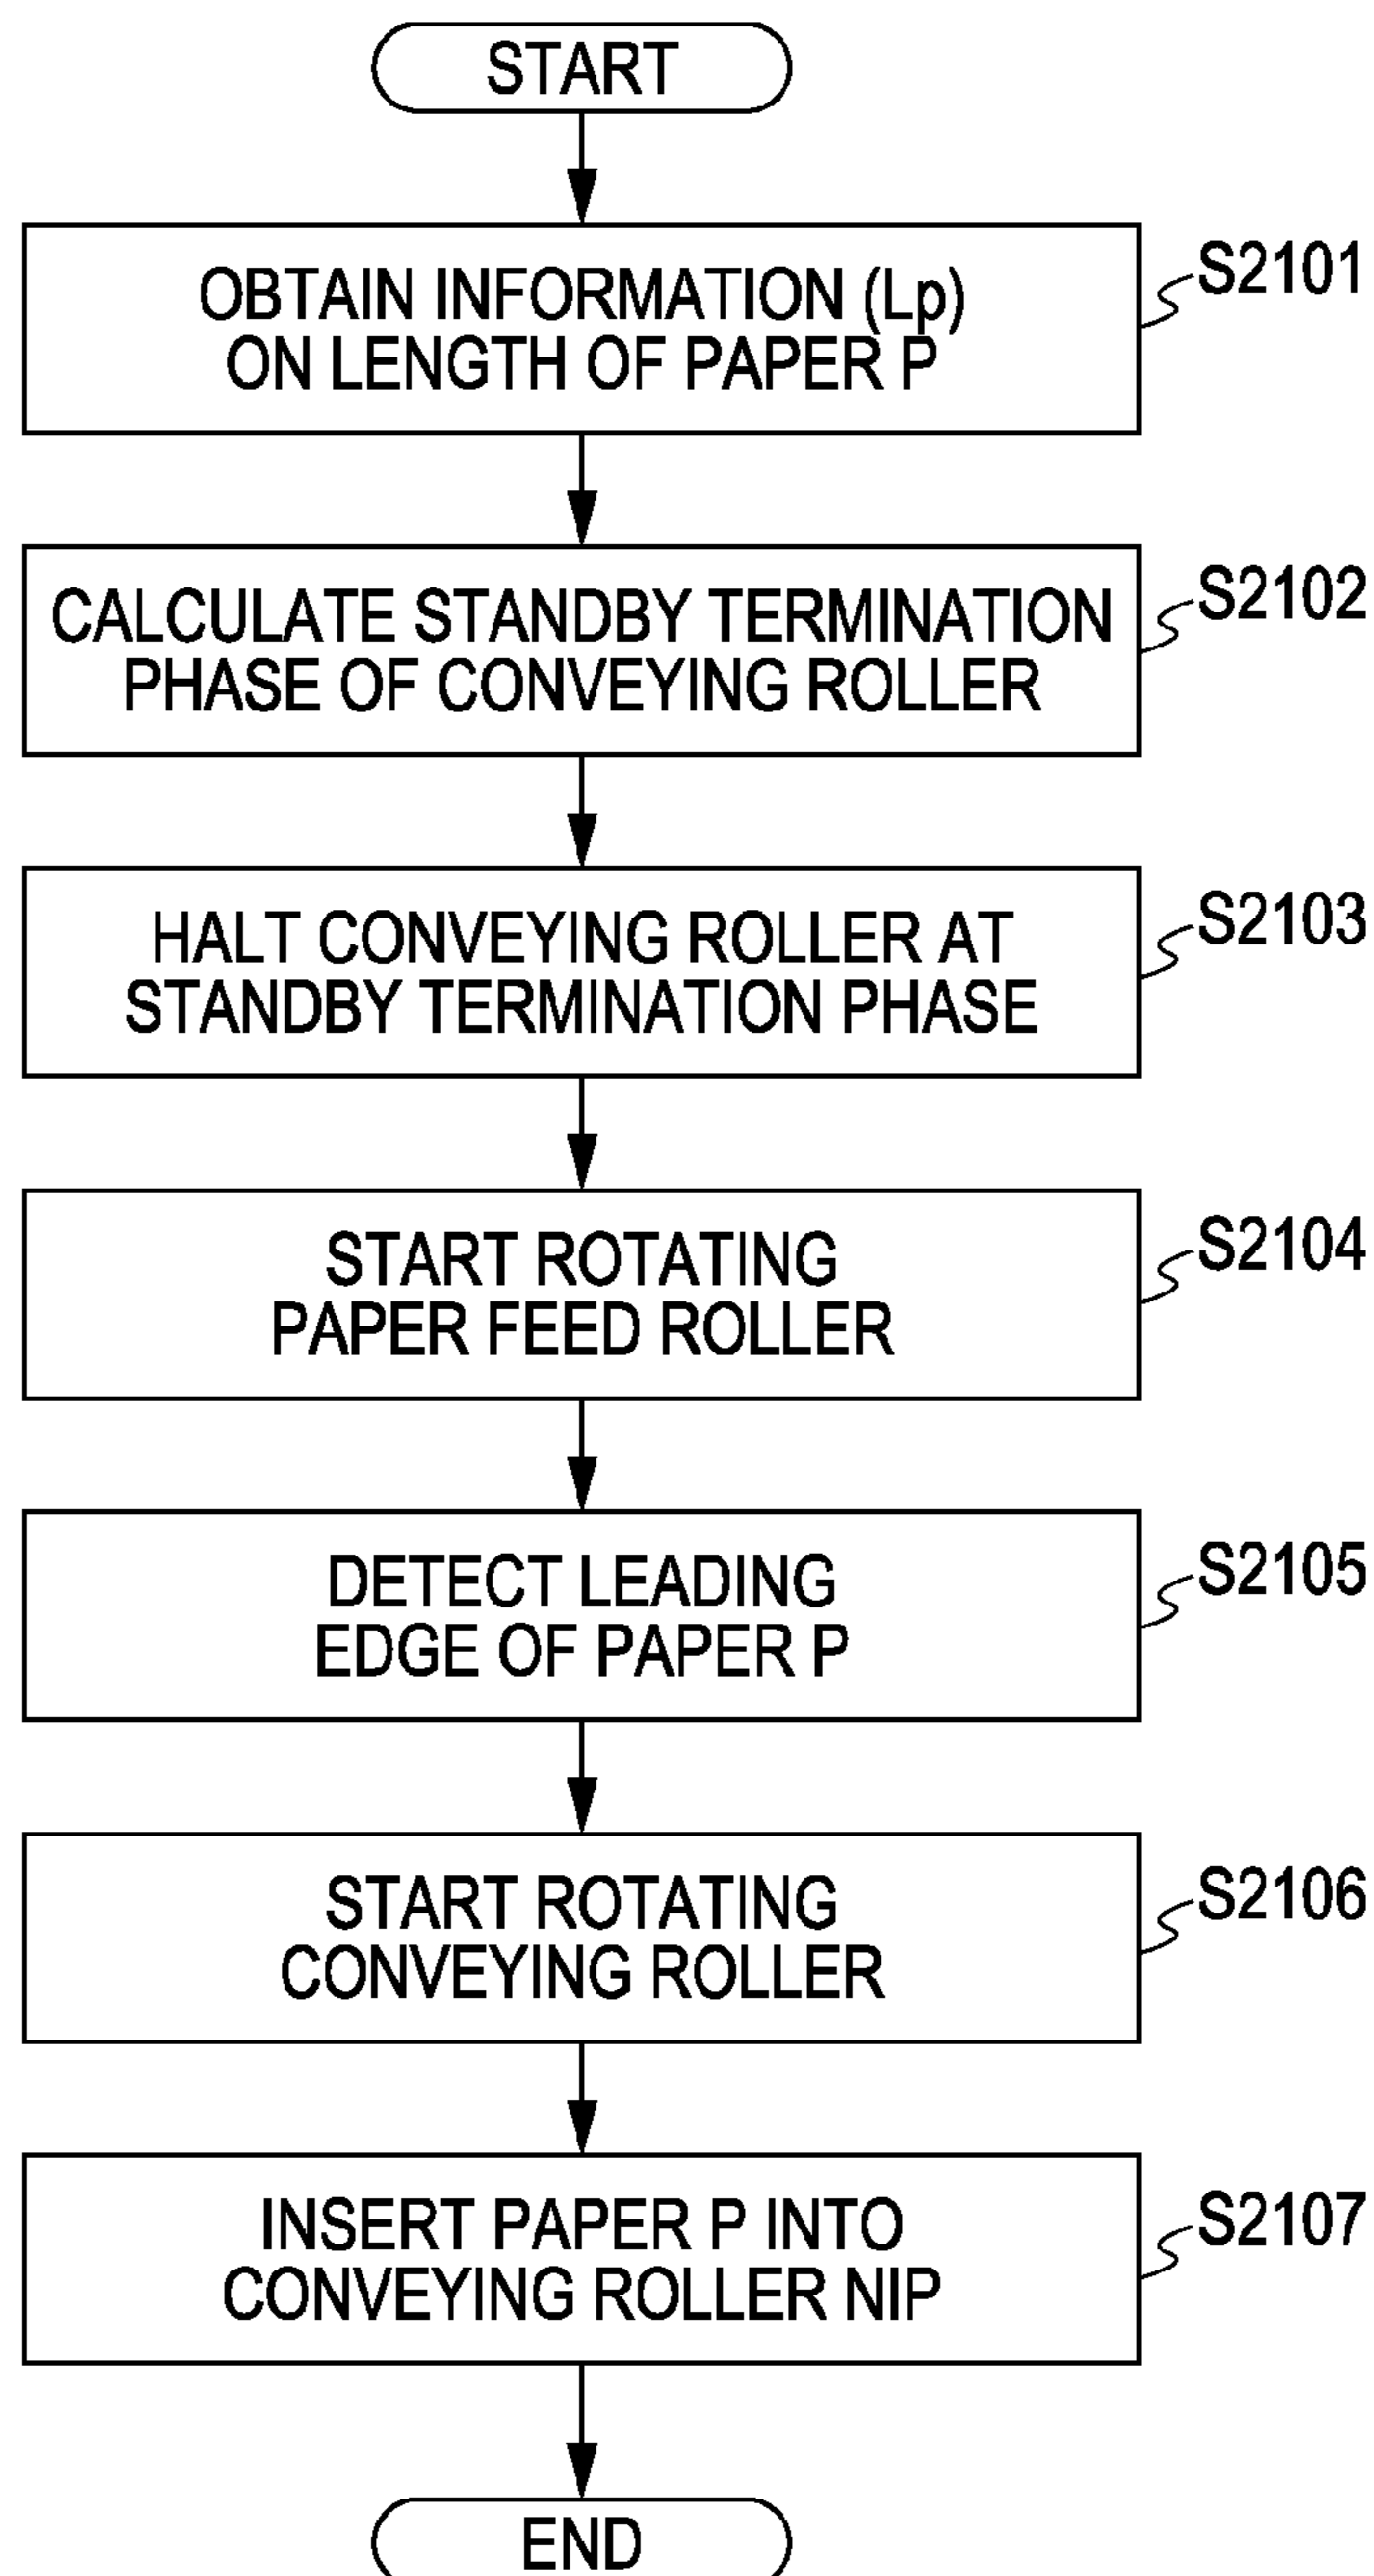 START
OBTAIN INFORMATION (Lp)
ON LENGTH OF PAPER P
S2101
CALCULATE STANDBY TERMINATION
PHASE OF CONVEYING ROLLER
S2102
HALT CONVEYING ROLLER AT
STANDBY TERMINATION PHASE
S2103
START ROTATING
PAPER FEED ROLLER
S2104
DETECT LEADING
EDGE OF PAPER P
S2105
START ROTATING
CONVEYING ROLLER
S2106
INSERT PAPER P INTO
CONVEYING ROLLER NIP
S2107
END